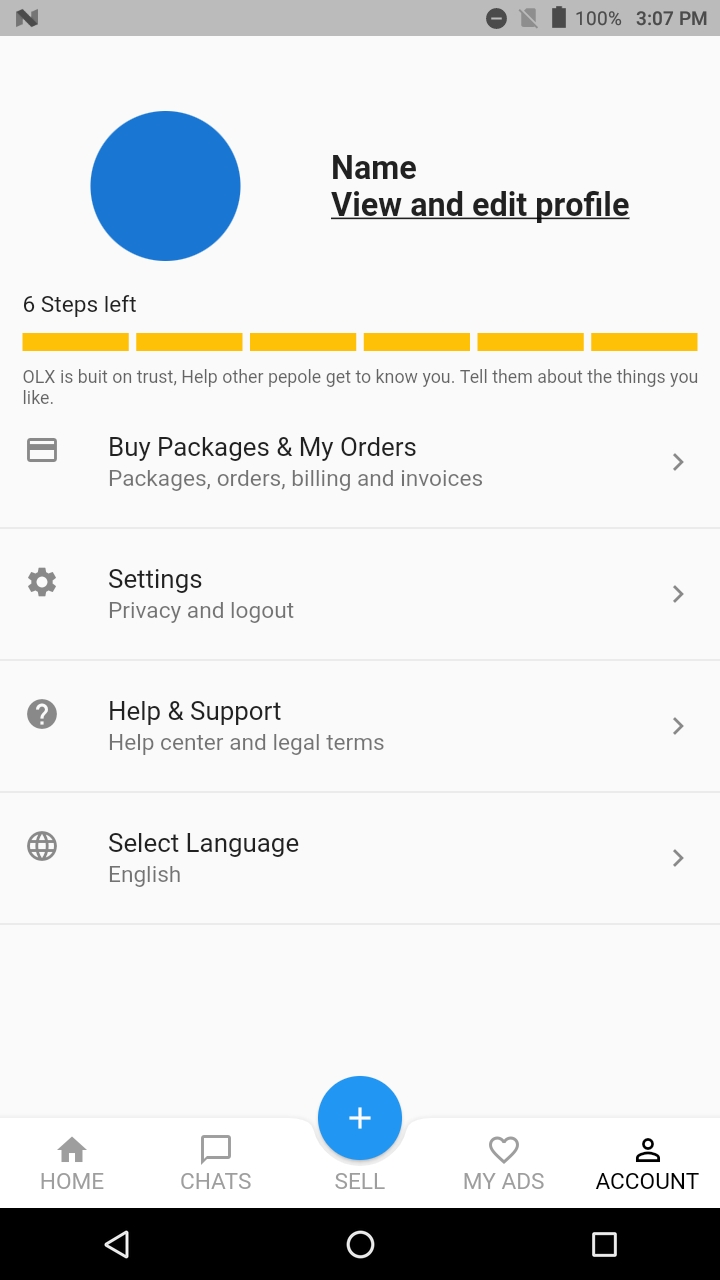 100% 3:07 PM
Name
View and edit profile
6 Steps left
OLX is buit on trust, Help other pepole get to know you. Tell them about the things you
like.
Buy Packages & My Orders
Packages, orders, billing and invoices
Settings
Privacy and logout
Help & Support
Help center and legal terms
Select Language
English
HOME CHATS SELL MY ADS ACCOUNT